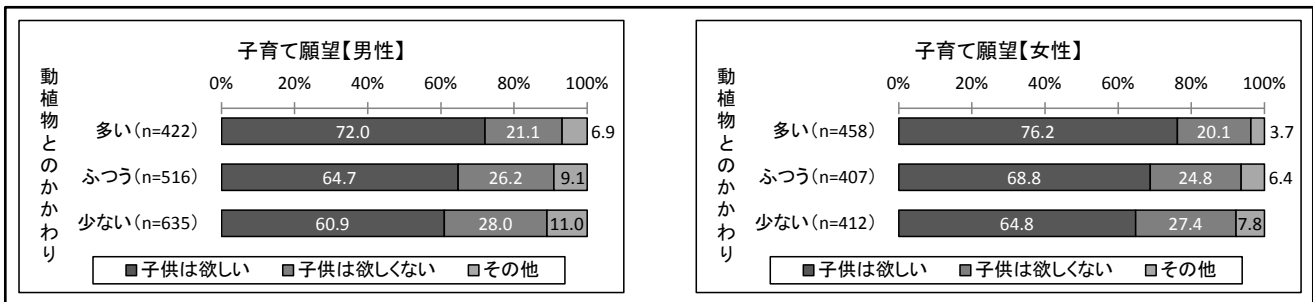 子育て願望【男性】
動植物とのかかわり
0% 20% 40% 60% 80% 100%
多い(n=422) 72.0 21.1 6.9
ふつう(n=516) 64.7 26.2 9.1
少ない(n=635) 60.9 28.0 11.0
■子供は欲しい ■子供は欲しくない ■その他
子育て願望【女性】
動植物とのかかわり
0% 20% 40% 60% 80% 100%
多い(n=458) 76.2 20.1 3.7
ふつう(n=407) 68.8 24.8 6.4
少ない(n=412) 64.8 27.4 7.8
■子供は欲しい ■子供は欲しくない ■その他